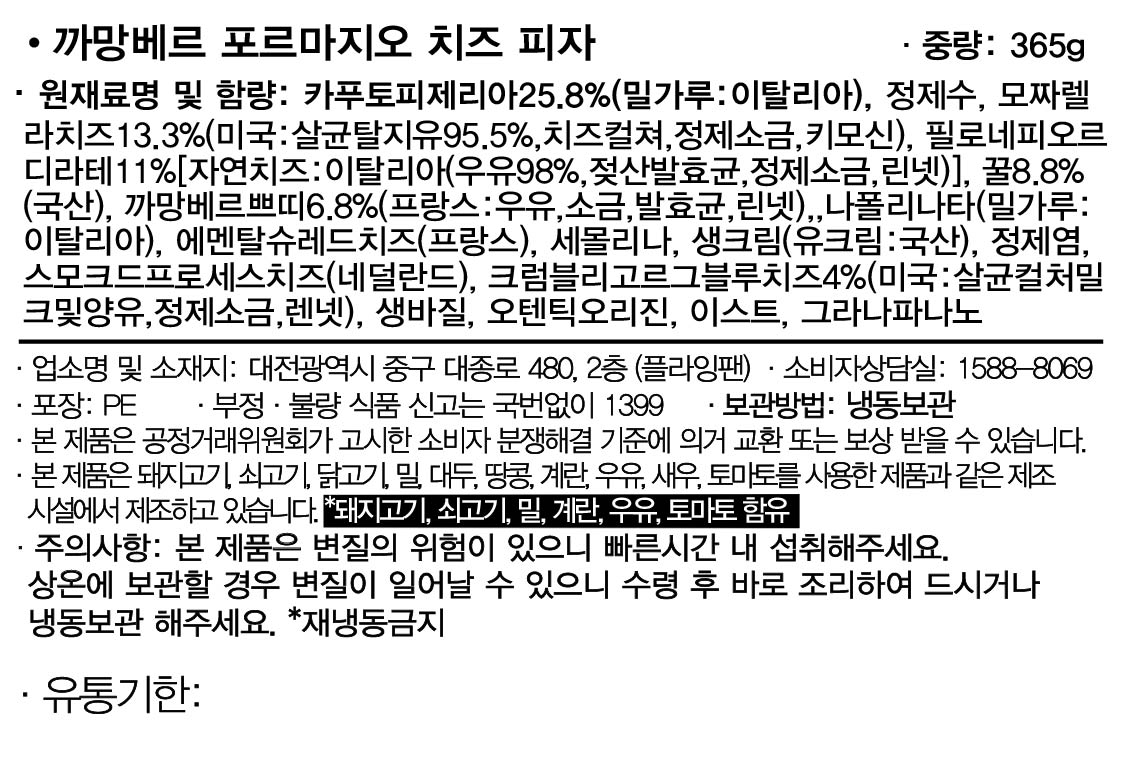 • 까망베르 포르마지오 치즈 피자 · 중량: 365g
· 원재료명 및 함량: 카푸토피제리아25.8%(밀가루:이탈리아), 정제수, 모짜렐
라치즈13.3%(미국:살균탈지유95.5%,치즈컬쳐,정제소금,키모신), 필로네피오르
디라테11%[자연치즈:이탈리아(우유98%,젖산발효균,정제소금,린넷)], 꿀8.8%
(국산), 까망베르쁘띠6.8%(프랑스:우유,소금,발효균,린넷),,나폴리나타(밀가루:
이탈리아), 에멘탈슈레드치즈(프랑스), 세몰리나, 생크림(유크림:국산), 정제염,
스모크드프로세스치즈(네덜란드), 크럼블리고르그블루치즈4%(미국:살균컬처밀
크및양유,정제소금,렌넷), 생바질, 오텐틱오리진, 이스트, 그라나파나노
· 업소명 및 소재지: 대전광역시 중구 대종로 480, 2층 (플라잉팬) · 소비자상담실: 1588-8069
· 포장: PE · 부정 · 불량 식품 신고는 국번없이 1399 · 보관방법: 냉동보관
· 본 제품은 공정거래위원회가 고시한 소비자 분쟁해결 기준에 의거 교환 또는 보상 받을 수 있습니다.
· 본 제품은 돼지고기, 쇠고기, 닭고기, 밀, 대두, 땅콩, 계란, 우유, 새우, 토마토를 사용한 제품과 같은 제조
시설에서 제조하고 있습니다. *돼지고기, 쇠고기, 밀, 계란, 우유, 토마토 함유
· 주의사항: 본 제품은 변질의 위험이 있으니 빠른시간 내 섭취해주세요.
상온에 보관할 경우 변질이 일어날 수 있으니 수령 후 바로 조리하여 드시거나
냉동보관 해주세요. *재냉동금지
· 유통기한: